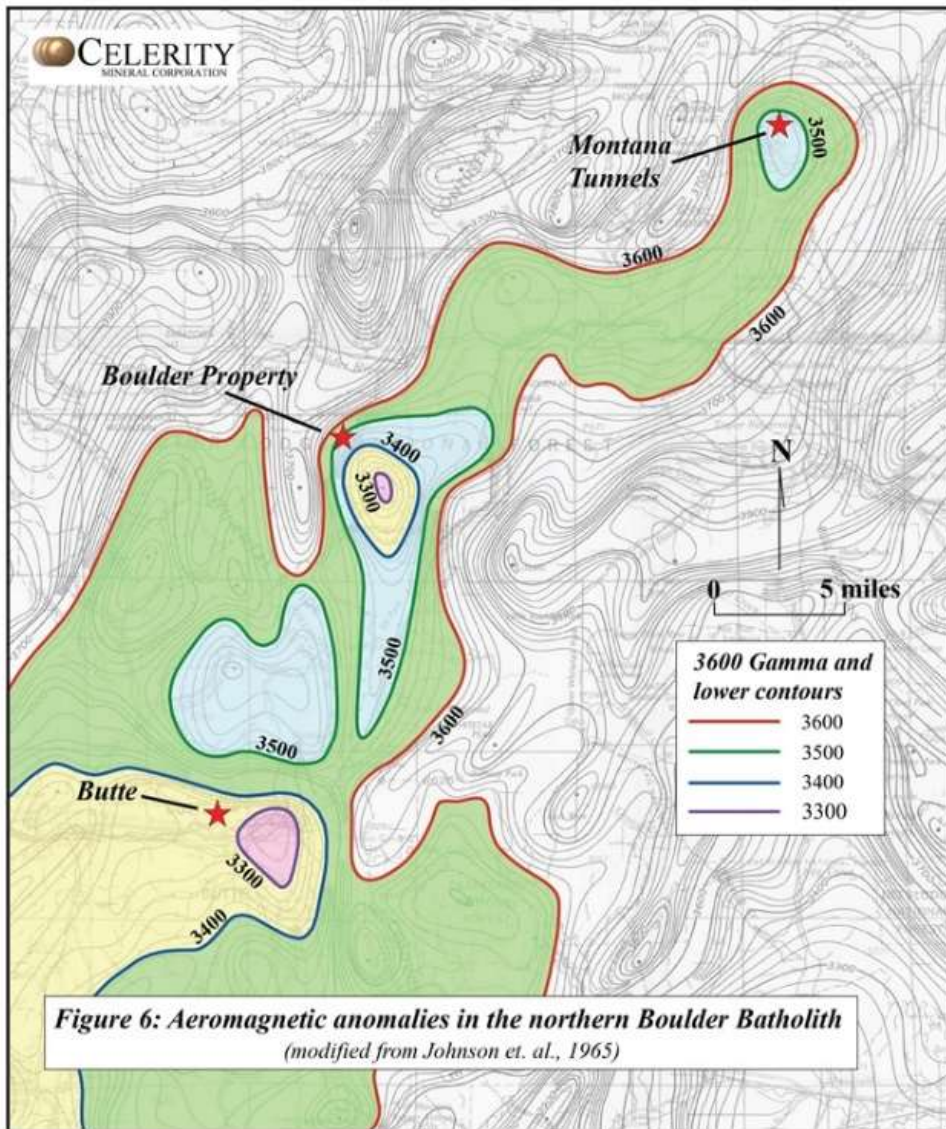 CELERITY
MINERAL CORPORATION
Montana
Tunnels
3500
3600
3600
Boulder Property
3400
3300
N
0 5 miles
3500
3600 Gamma and
lower contours
3600
3500
3400
3300
3600
3500
Butte
3300
3400
Figure 6: Aeromagnetic anomalies in the northern Boulder Batholith
(modified from Johnson et. al., 1965)